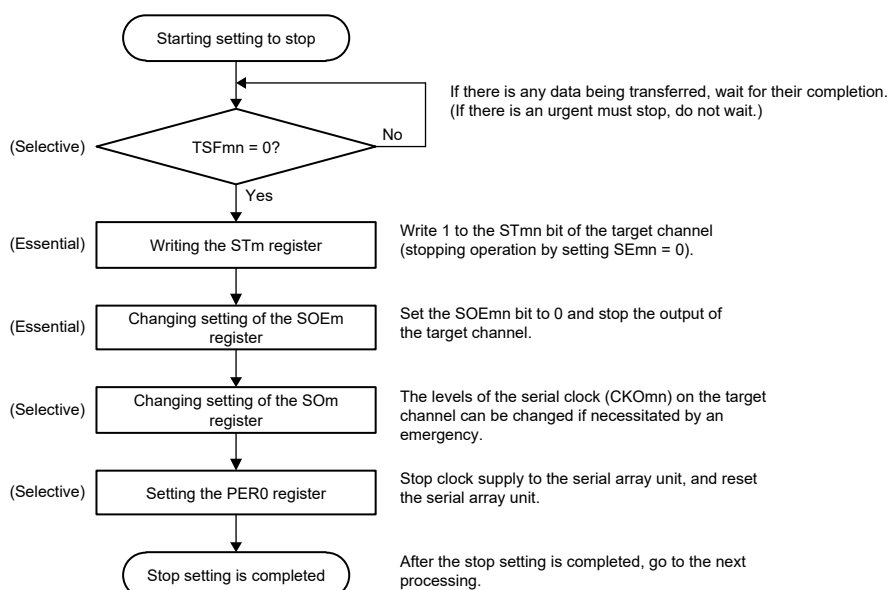 Starting setting to stop
If there is any data being transferred, wait for their completion.
(If there is an urgent must stop, do not wait.)
(Selective)
TSFmn = 0?
No
Yes
(Essential)
Writing the STm register
Write 1 to the STmn bit of the target channel
(stopping operation by setting SEmn = 0).
(Essential)
Changing setting of the SOEm
register
Set the SOEmn bit to 0 and stop the output of
the target channel.
(Selective)
Changing setting of the SOm
register
The levels of the serial clock (CKOmn) on the target
channel can be changed if necessitated by an
emergency.
(Selective)
Setting the PER0 register
Stop clock supply to the serial array unit, and reset
the serial array unit.
Stop setting is completed
After the stop setting is completed, go to the next
processing.